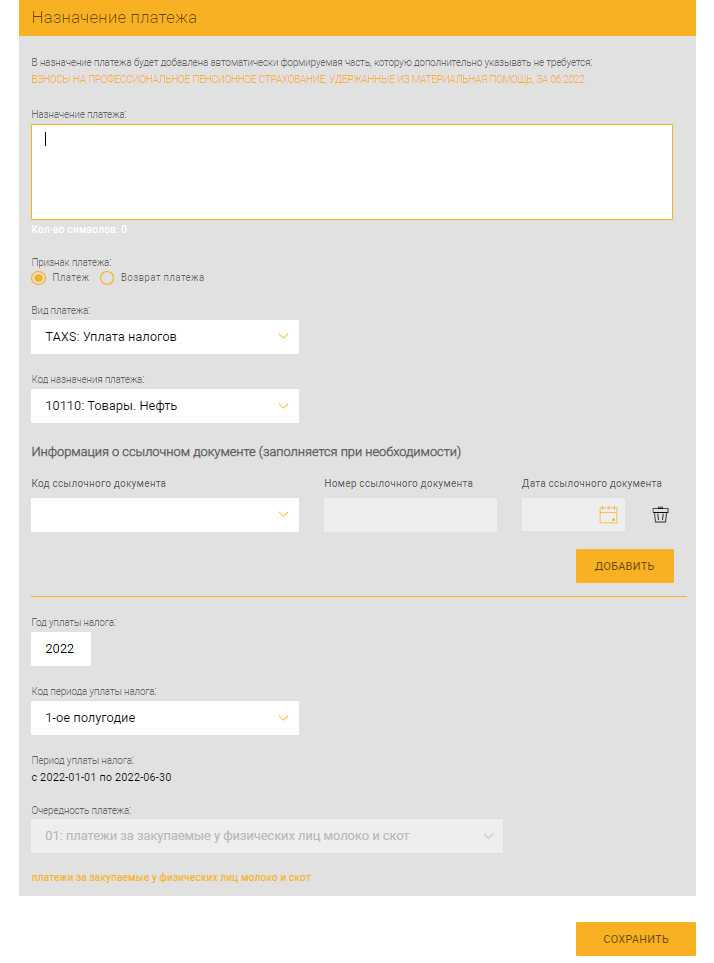 Назначение платежа
В назначение платежа будет добавлена автоматически формируемая часть, которую дополнительно указывать не требуется:
ВЗНОСЫ НА ПРОФЕССИОНАЛЬНОЕ ПЕНСИОННОЕ СТРАХОВАНИЕ, УДЕРЖАННЫЕ ИЗ МАТЕРИАЛЬНАЯ ПОМОЩЬ, ЗА 06.2022
Назначение платежа:
Кол-во символов: 0
Признак платежа:
Платеж Возврат платежа
Вид платежа:
TAXS: Уплата налогов
Код назначения платежа:
10110: Товары. Нефть
Информация о ссылочном документе (заполняется при необходимости)
Код ссылочного документа Номер ссылочного документа Дата ссылочного документа
ДОБАВИТЬ
Год уплаты налога:
2022
Код периода уплаты налога:
1-ое полугодие
Период уплаты налога:
с 2022-01-01 по 2022-06-30
Очередность платежа:
01: платежи за закупаемые у физических лиц молоко и скот
платежи за закупаемые у физических лиц молоко и скот
СОХРАНИТЬ